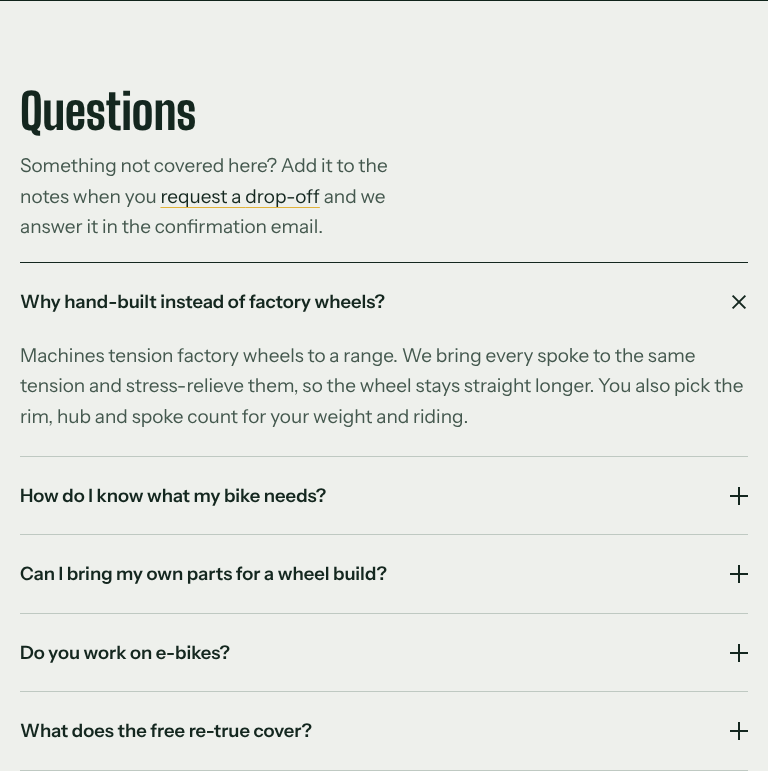 Questions
Something not covered here? Add it to the
notes when you request a drop-off and we
answer it in the confirmation email.
Why hand-built instead of factory wheels?
Machines tension factory wheels to a range. We bring every spoke to the same
tension and stress-relieve them, so the wheel stays straight longer. You also pick the
rim, hub and spoke count for your weight and riding.
How do I know what my bike needs?
Can I bring my own parts for a wheel build?
Do you work on e-bikes?
What does the free re-true cover?